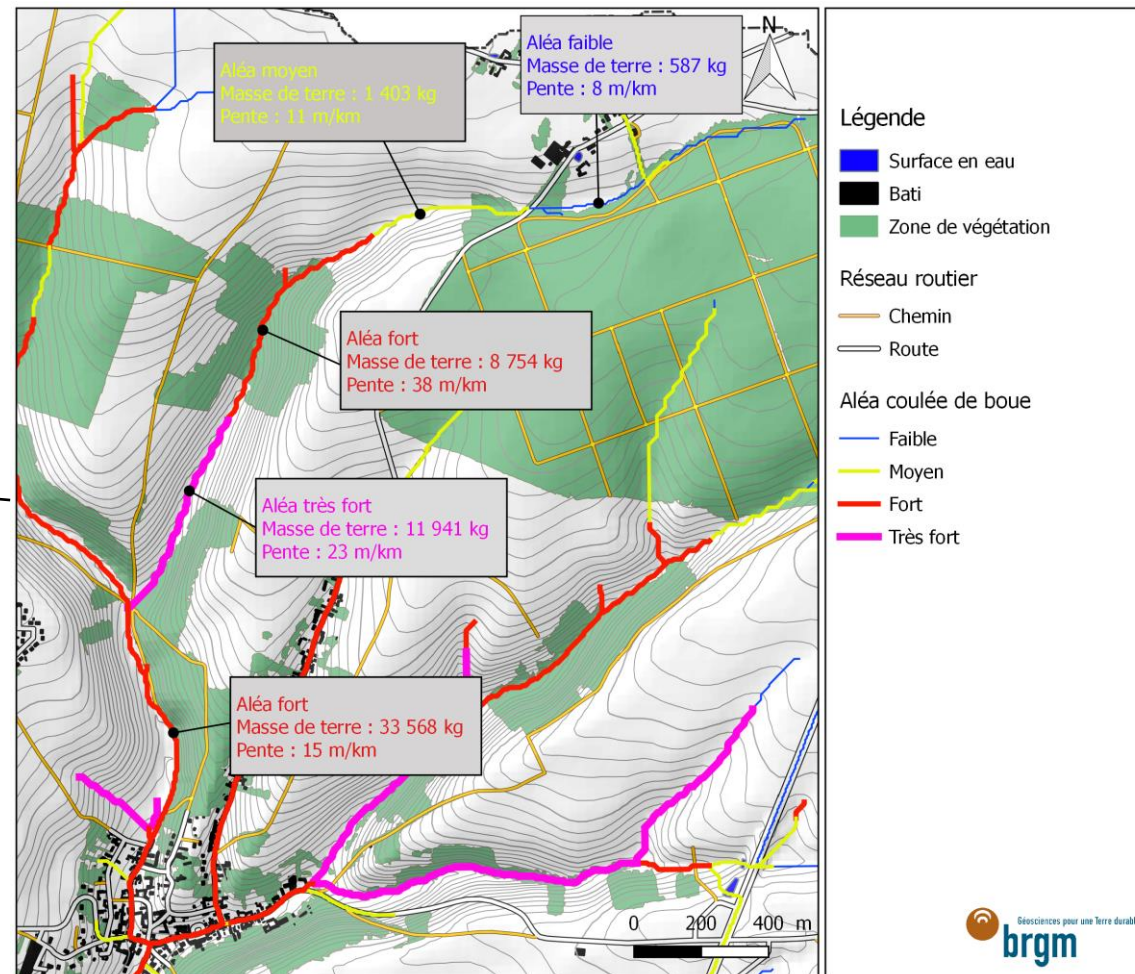 Aléa moyen
Masse de terre : 1 403 kg
Pente : 11 m/km
Aléa faible
Masse de terre : 587 kg
Pente : 8 m/km
N
Aléa fort
Masse de terre : 8 754 kg
Pente : 38 m/km
Aléa très fort
Masse de terre : 11 941 kg
Pente : 23 m/km
Aléa fort
Masse de terre : 33 568 kg
Pente : 15 m/km
0 200 400 m
Légende
Surface en eau
Bati
Zone de végétation
Réseau routier
Chemin
Route
Aléa coulée de boue
Faible
Moyen
Fort
Très fort
Géosciences pour une Terre durable
brgm